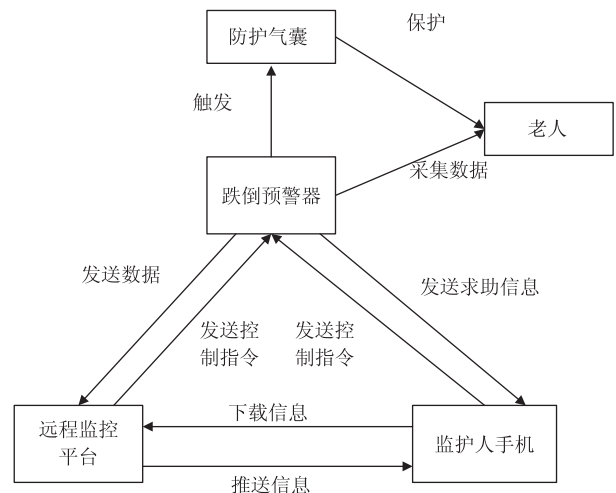 保护
防护气囊
触发
老人
采集数据
跌倒预警器
发送数据
发送求助信息
发送控
制指令
发送控
制指令
下载信息
远程监控
平台
监护人手机
推送信息